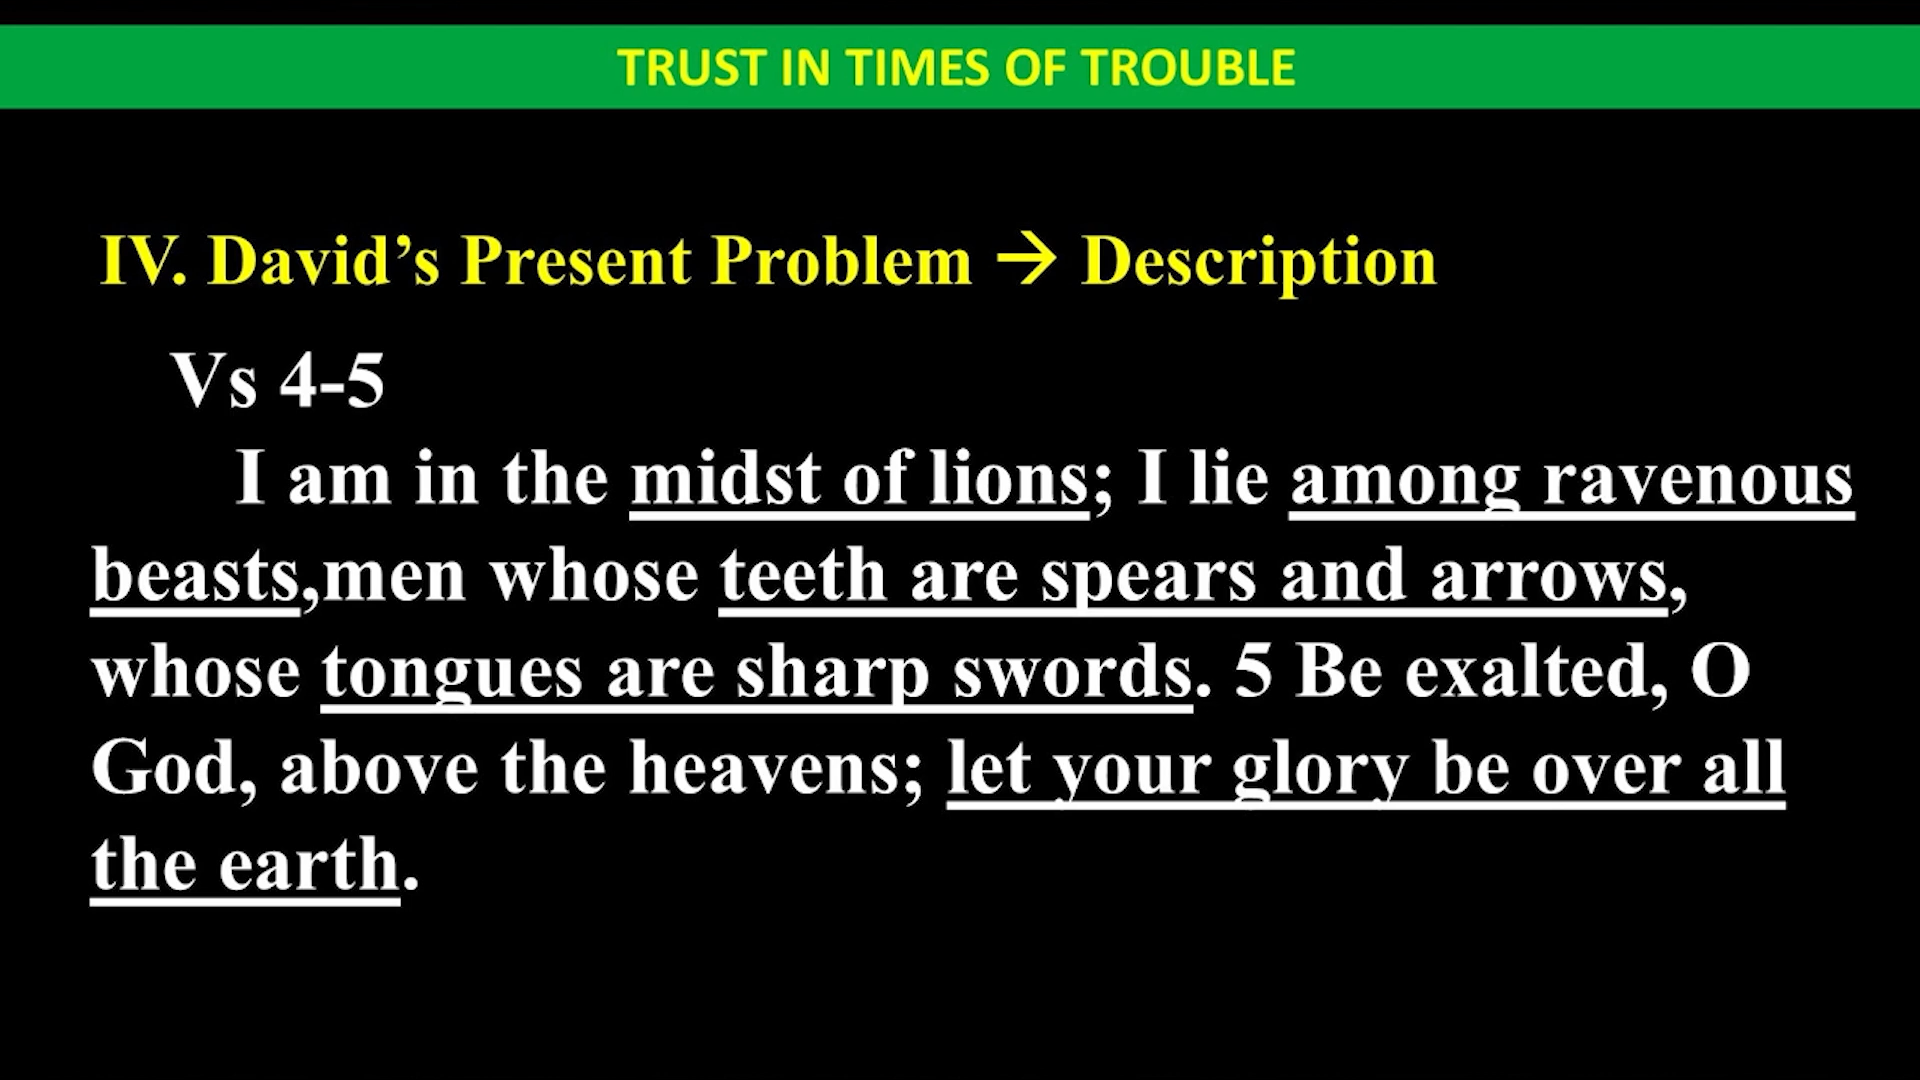 TRUST IN TIMES OF TROUBLE
IV. David’s Present Problem → Description
Vs 4-5
I am in the midst of lions; I lie among ravenous
beasts,men whose teeth are spears and arrows,
whose tongues are sharp swords. 5 Be exalted, O
God, above the heavens; let your glory be over all
the earth.